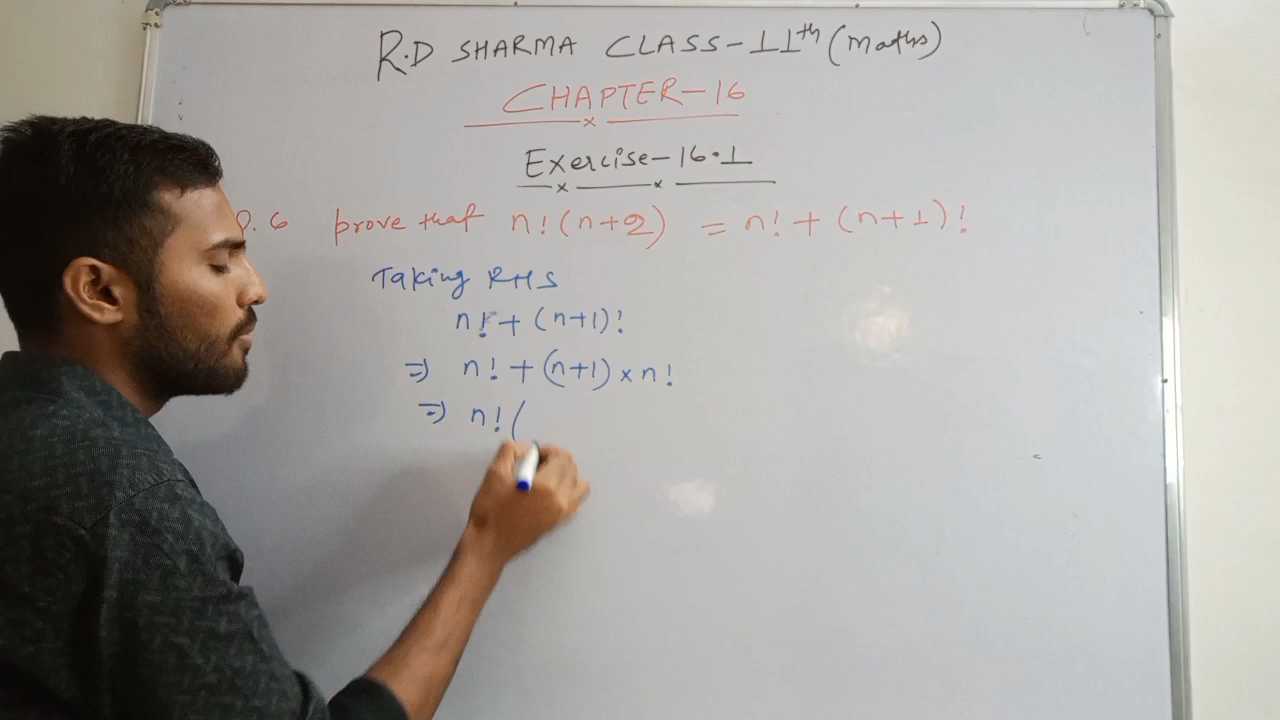 R.D SHARMA CLASS-11th (maths)
CHAPTER-16
Exercise-16.1
Q.6 prove that n!(n+2) = n!+(n+1)!
Taking RHS
n!+(n+1)!
⇒ n!+(n+1)×n!
⇒ n!(